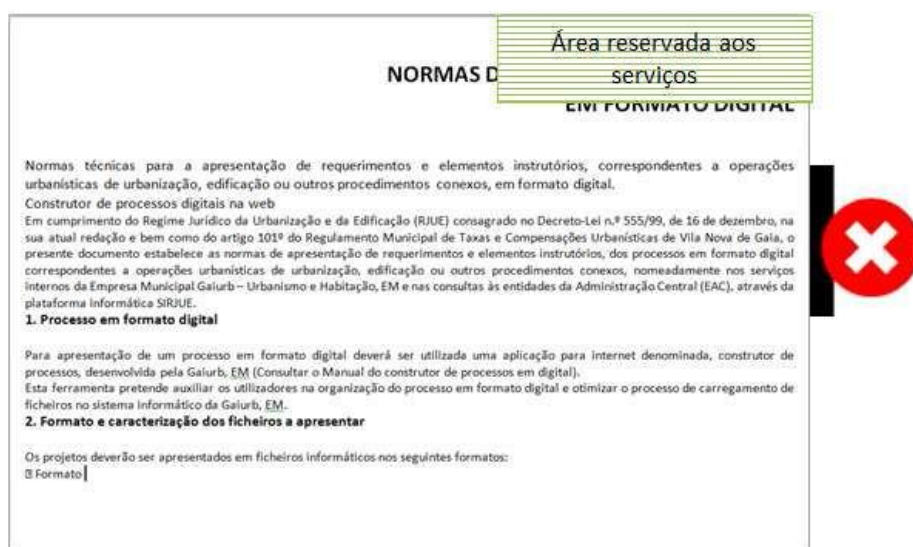 Área reservada aos
serviços
NORMAS D
EM FORMATO DIGITAL
Normas técnicas para a apresentação de requerimentos e elementos instrutórios, correspondentes a operações
urbanísticas de urbanização, edificação ou outros procedimentos conexos, em formato digital.
Construtor de processos digitais na web
Em cumprimento do Regime Jurídico da Urbanização e da Edificação (RJUE) consagrado no Decreto-Lei n.º 555/99, de 16 de dezembro, na
sua atual redação e bem como do artigo 101º do Regulamento Municipal de Taxas e Compensações Urbanísticas de Vila Nova de Gaia, o
presente documento estabelece as normas de apresentação de requerimentos e elementos instrutórios, dos processos em formato digital
correspondentes a operações urbanísticas de urbanização, edificação ou outros procedimentos conexos, nomeadamente nos serviços
internos da Empresa Municipal Gaiurb – Urbanismo e Habitação, EM e nas consultas às entidades da Administração Central (EAC), através da
plataforma informática SIRJUE.
1. Processo em formato digital
Para apresentação de um processo em formato digital deverá ser utilizada uma aplicação para internet denominada, construtor de
processos, desenvolvida pela Gaiurb, EM (Consultar o Manual do construtor de processos em digital).
Esta ferramenta pretende auxiliar os utilizadores na organização do processo em formato digital e otimizar o processo de carregamento de
ficheiros no sistema informático da Gaiurb, EM.
2. Formato e caracterização dos ficheiros a apresentar
Os projetos deverão ser apresentados em ficheiros informáticos nos seguintes formatos:
Formato